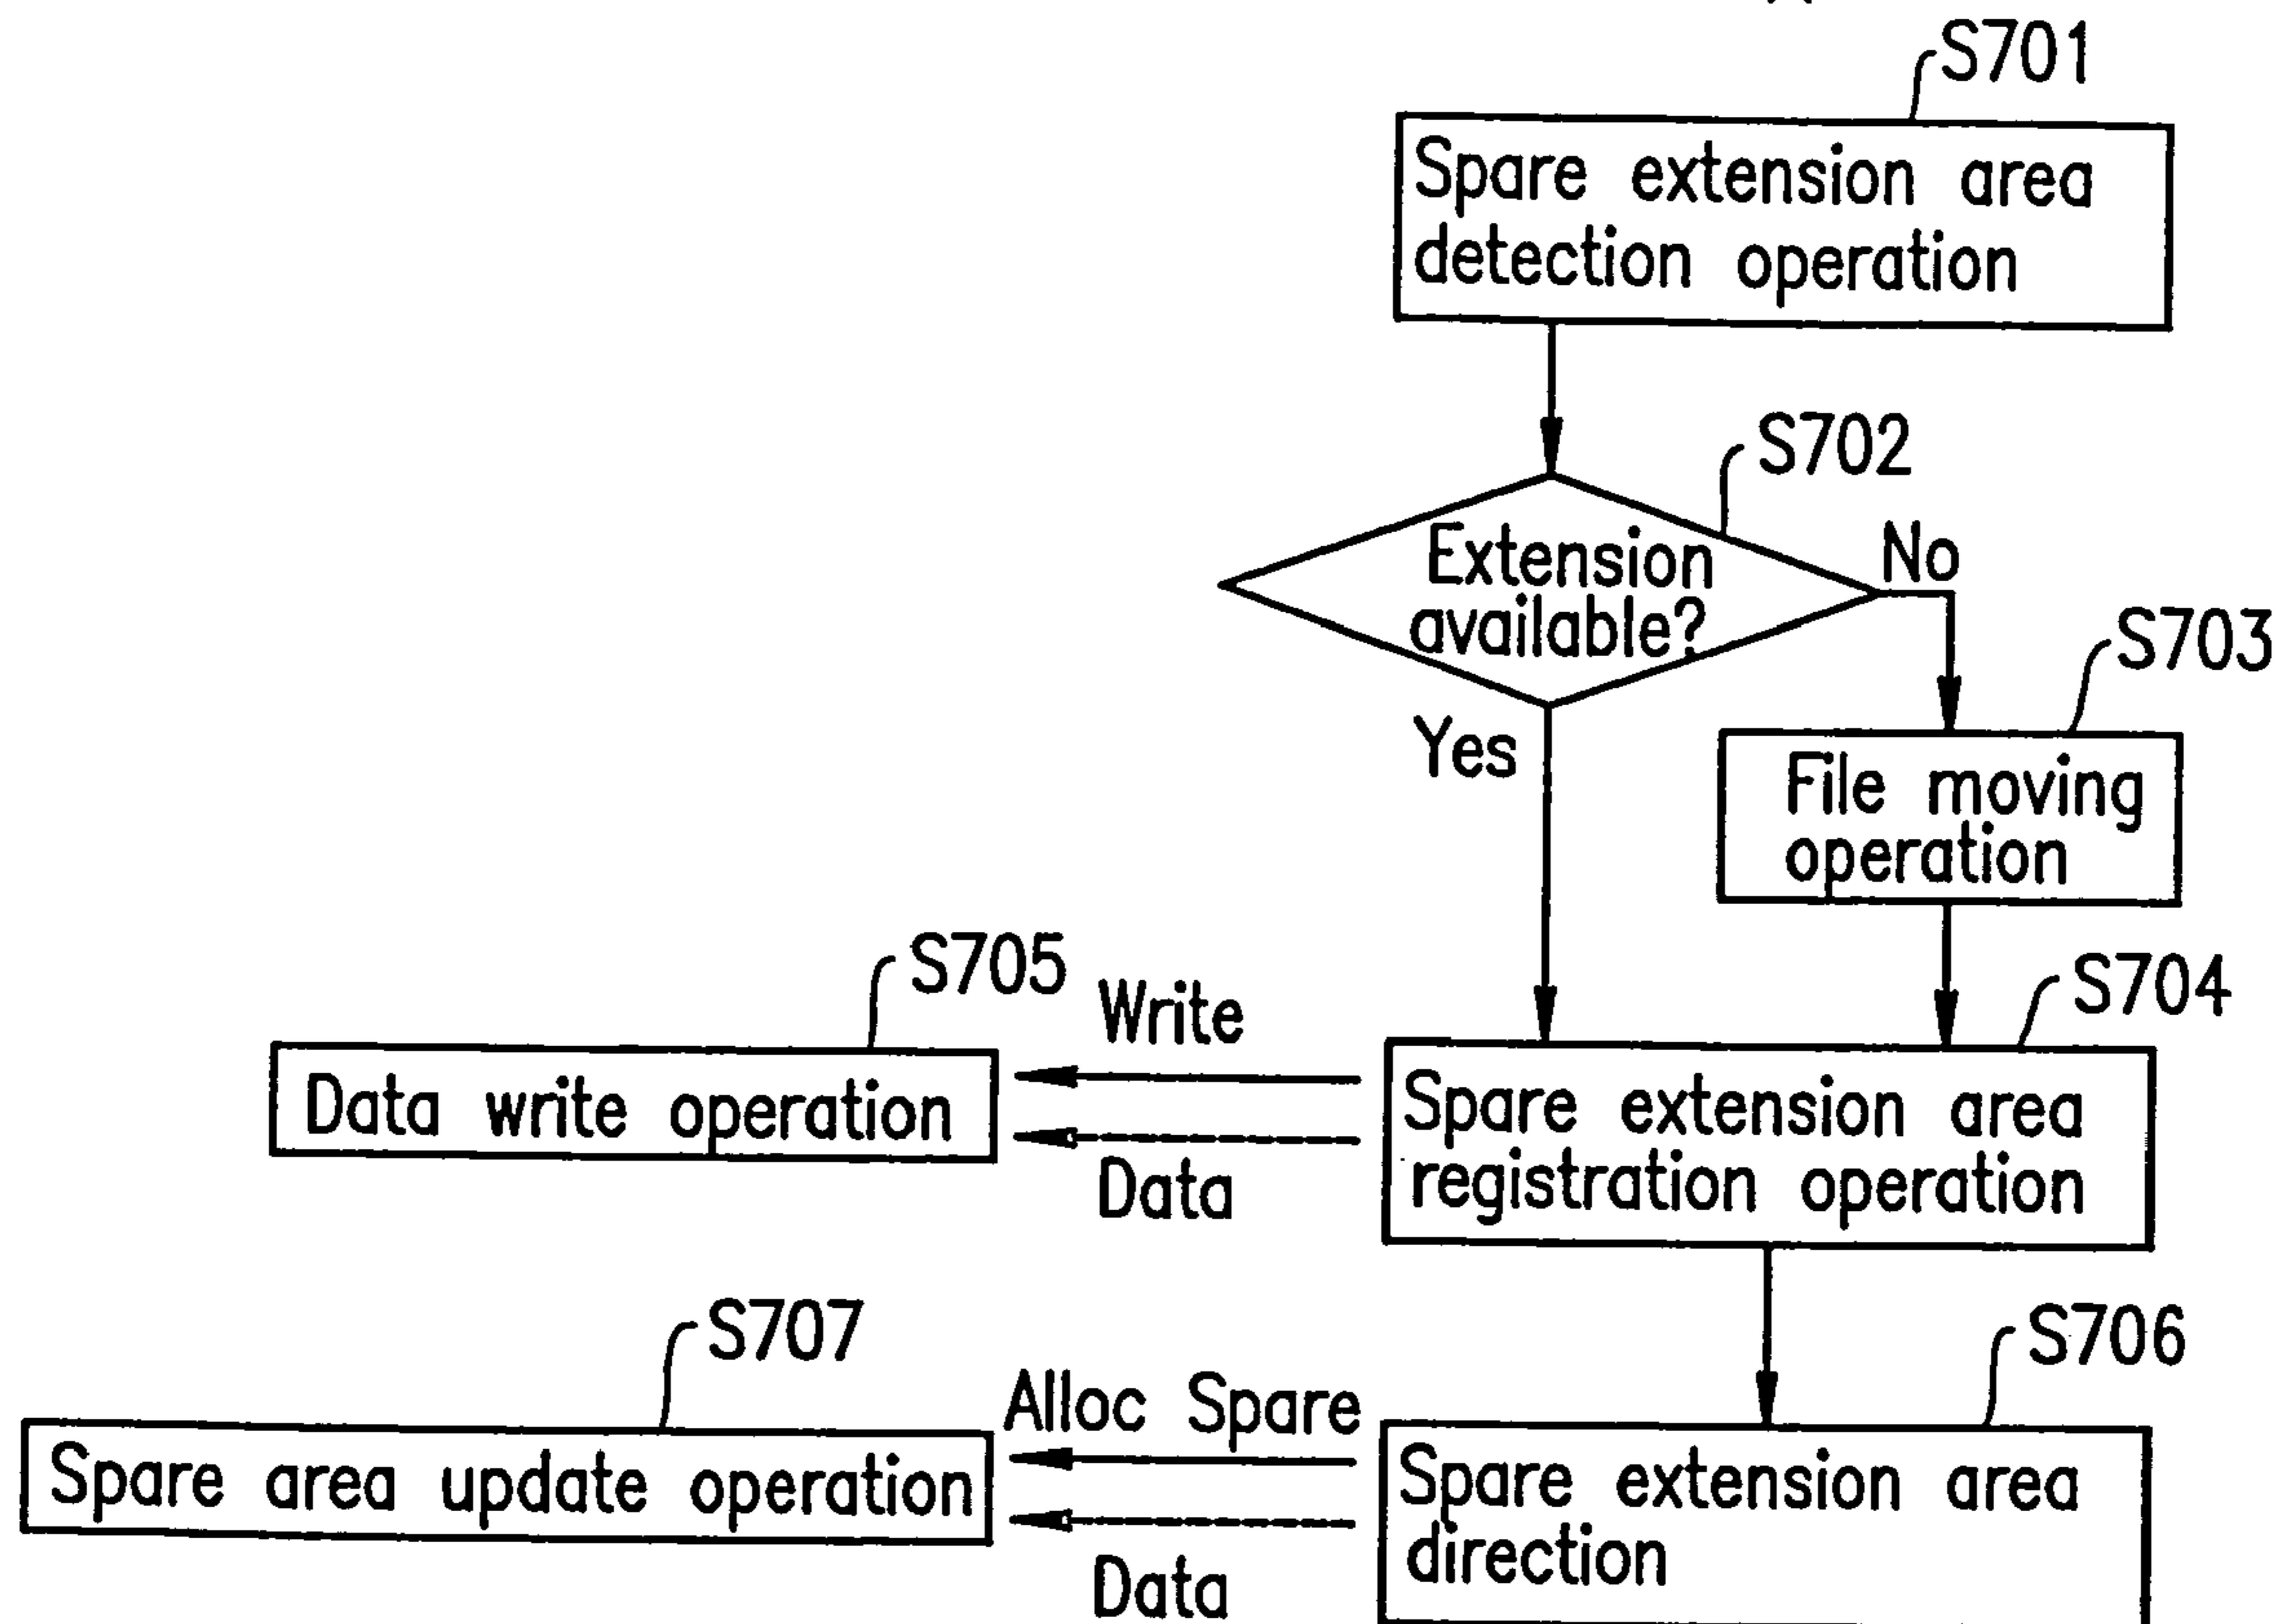 S701
Spare extension area
detection operation
S702
Extension
available?
No
Yes
S703
File moving
operation
S704
S705
Write
Data write operation
Data
Spare extension area
registration operation
S706
S707
Alloc Spare
Spare area update operation
Data
Spare extension area
direction